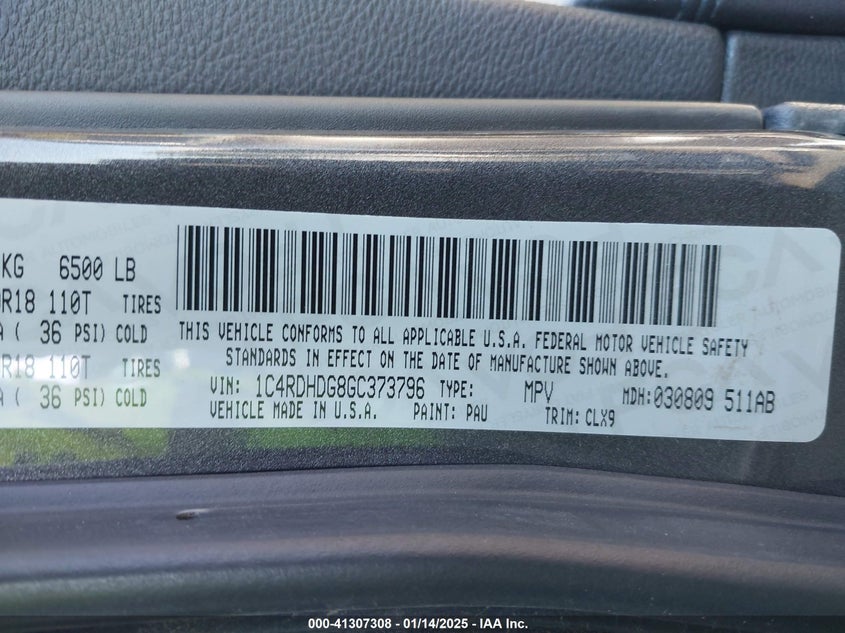 KG 6500 LB
R18 110T TIRES
( 36 PSI) COLD
R18 110T TIRES
( 36 PSI) COLD
THIS VEHICLE CONFORMS TO ALL APPLICABLE U.S.A. FEDERAL MOTOR VEHICLE SAFETY
STANDARDS IN EFFECT ON THE DATE OF MANUFACTURE SHOWN ABOVE.
VIN: 1C4RDHDG8GC373796 TYPE: MPV MDH:030809 511AB
VEHICLE MADE IN U.S.A. PAINT: PAU TRIM: CLX9
000-41307308 - 01/14/2025 - IAA Inc.